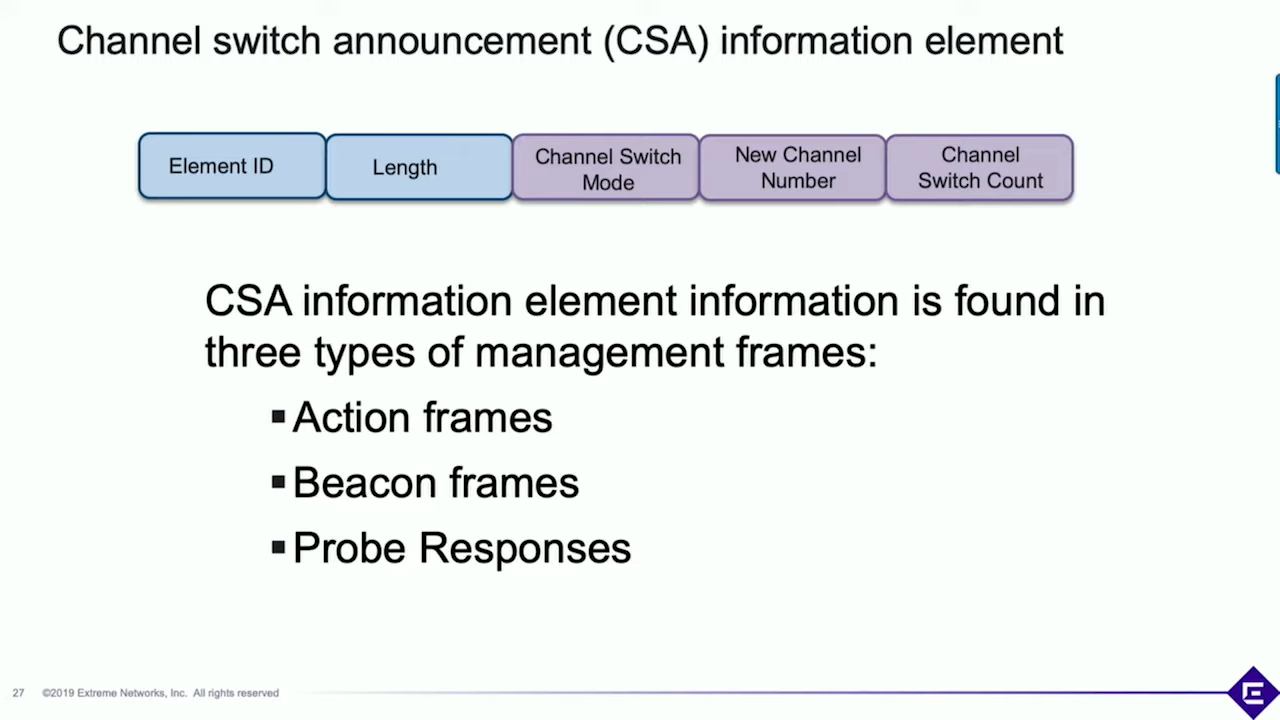 Channel switch announcement (CSA) information element
Element ID
Length
Channel Switch
Mode
New Channel
Number
Channel
Switch Count
CSA information element information is found in
three types of management frames:
▪Action frames
▪Beacon frames
▪Probe Responses
27 ©2019 Extreme Networks, Inc. All rights reserved